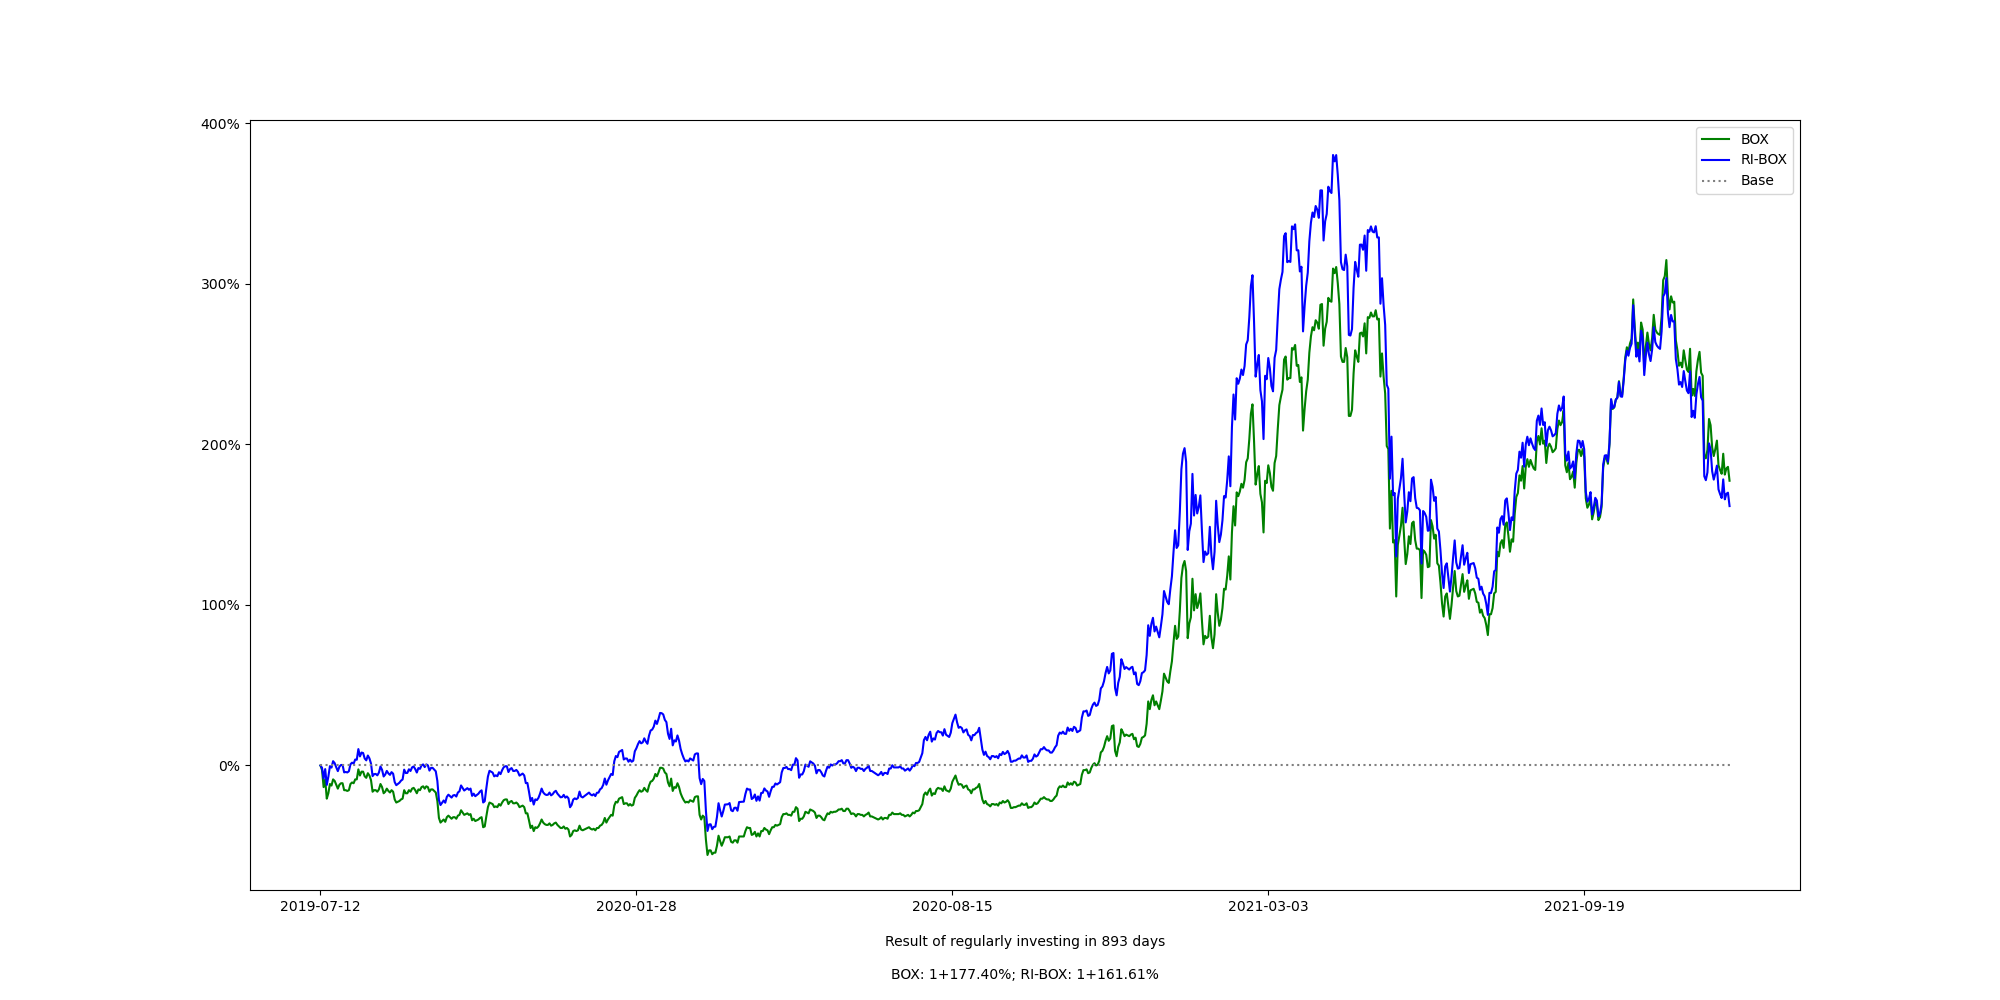 400%
300%
200%
100%
0%
BOX
RI-BOX
Base
2019-07-12
2020-01-28
2020-08-15
2021-03-03
2021-09-19
Result of regularly investing in 893 days
BOX: 1+177.40%; RI-BOX: 1+161.61%